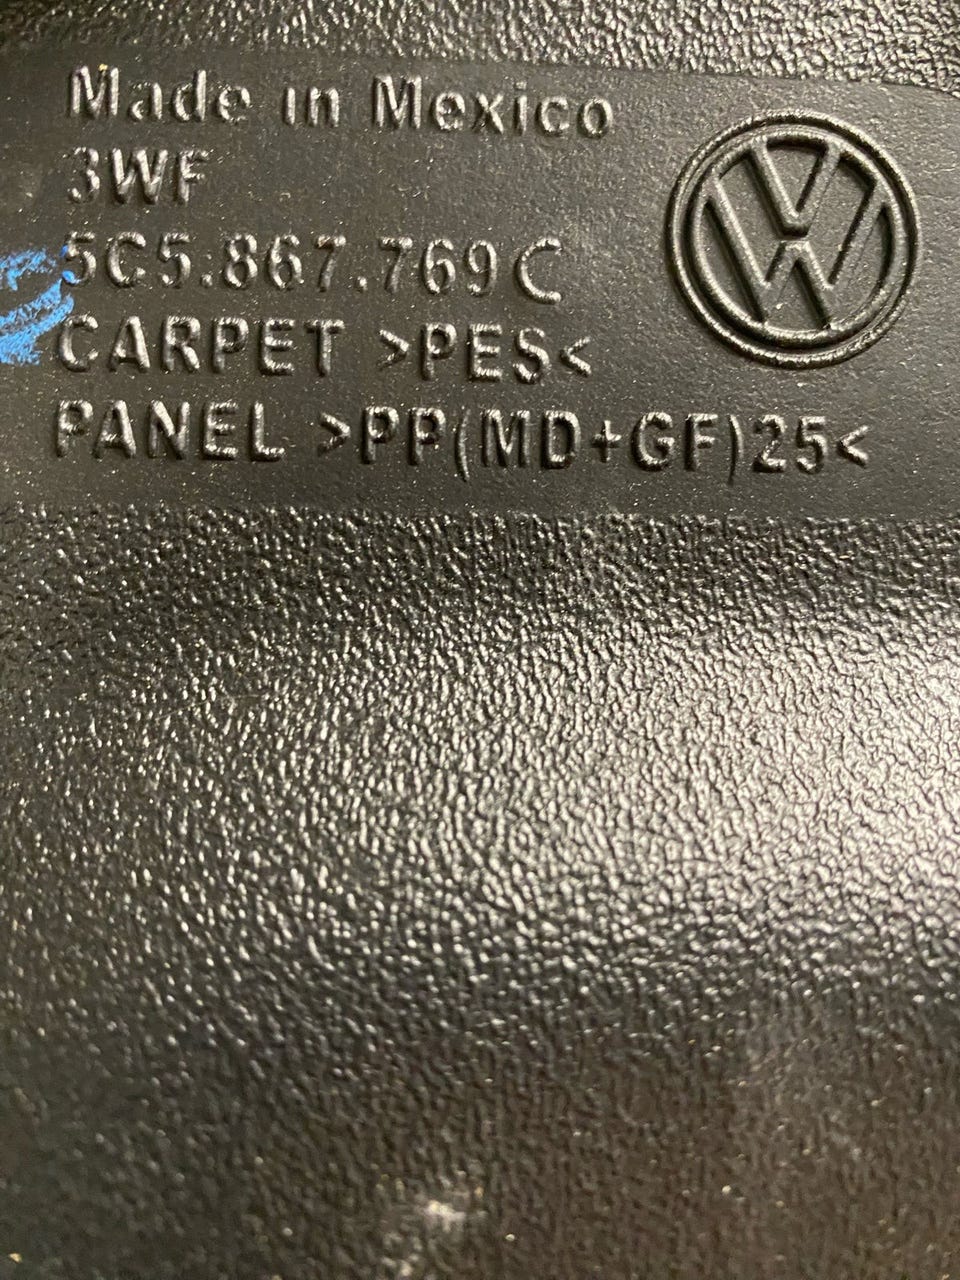 Made in Mexico
3WF
5C5.867.769 C
CARPET >PES<
PANEL >PP(MD+GF)25<